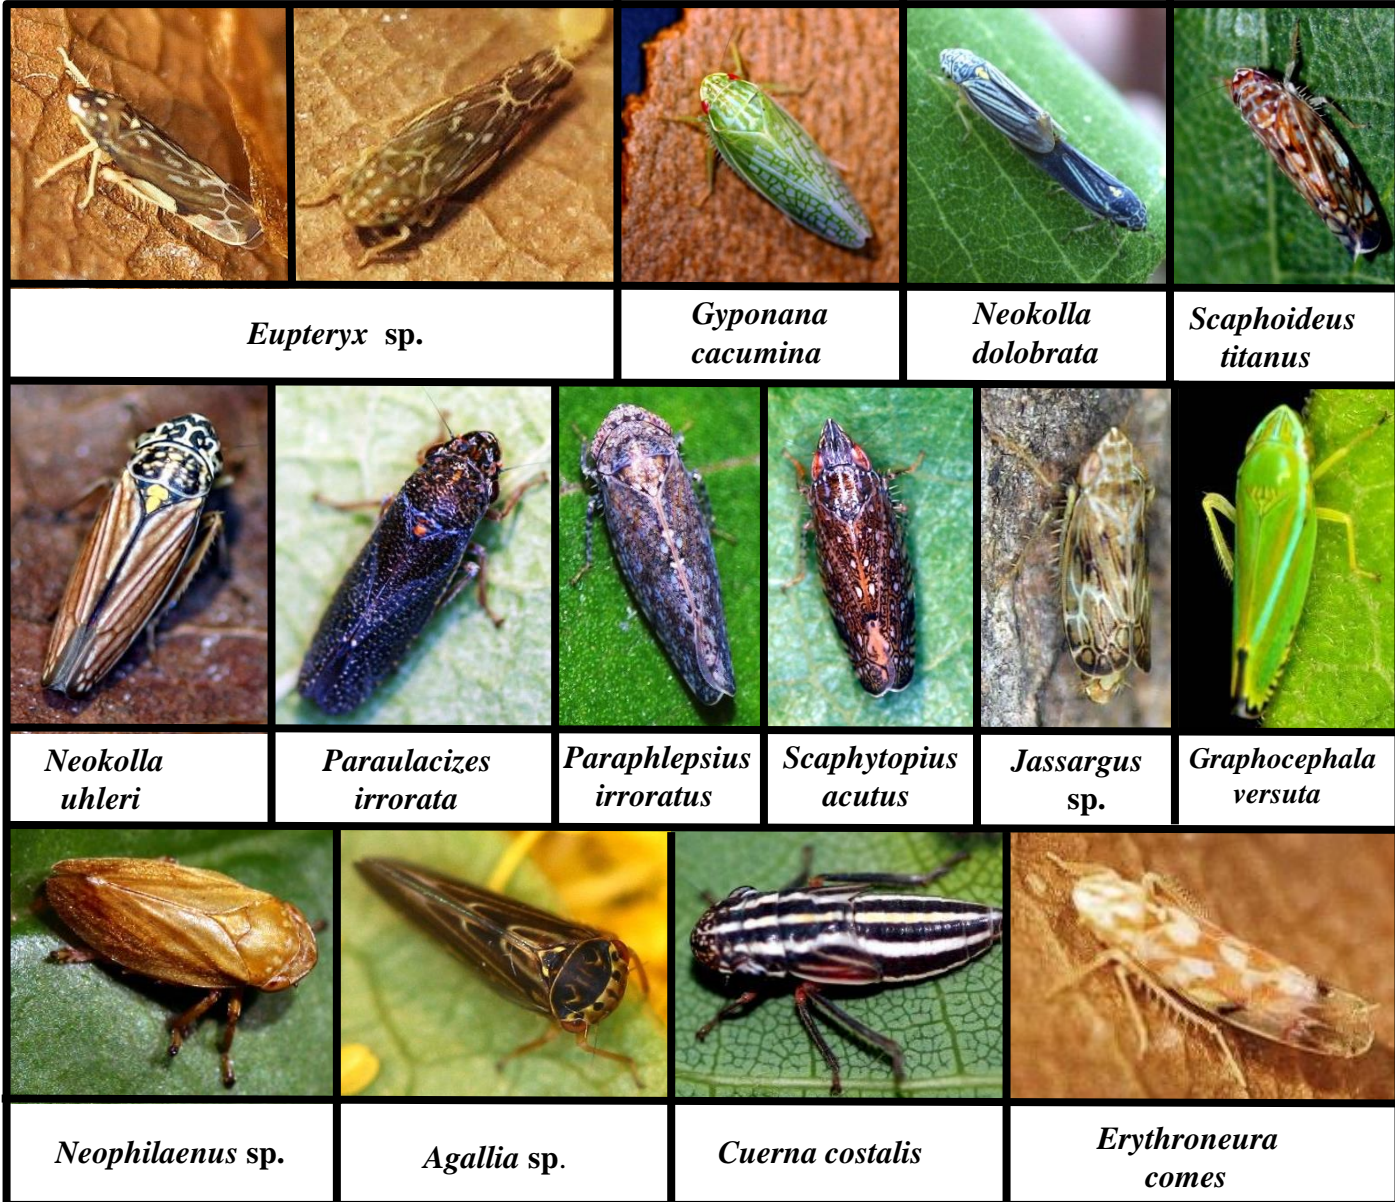 Eupteryx sp.
Gyponana
cacumina
Neokolla
dolobrata
Scaphoideus
titanus
Neokolla
uhleri
Paraulacizes
irrorata
Paraphlepsius
irroratus
Scaphytopius
acutus
Jassargus
sp.
Graphocephala
versuta
Neophilaenus sp.
Agallia sp.
Cuerna costalis
Erythroneura
comes